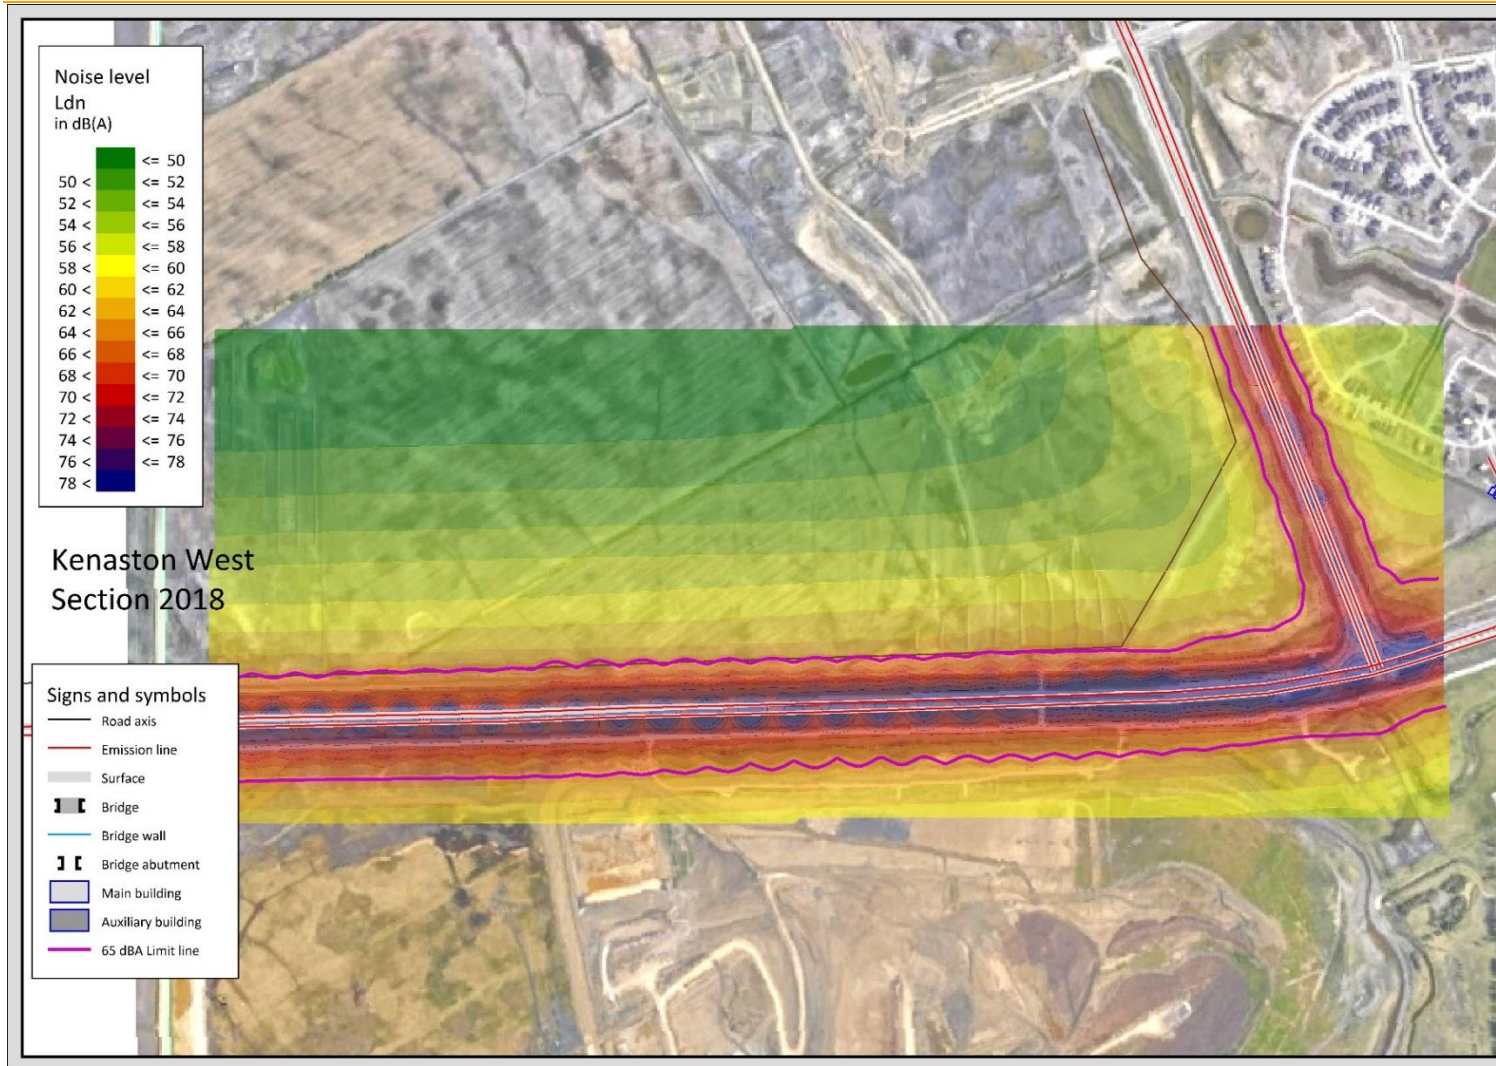 Noise level
Ldn
in dB(A)
<= 50
50 < <= 52
52 < <= 54
54 < <= 56
56 < <= 58
58 < <= 60
60 < <= 62
62 < <= 64
64 < <= 66
66 < <= 68
68 < <= 70
70 < <= 72
72 < <= 74
74 < <= 76
76 < <= 78
78 <
Kenaston West
Section 2018
Signs and symbols
Road axis
Emission line
Surface
Bridge
Bridge wall
Bridge abutment
Main building
Auxiliary building
65 dBA Limit line